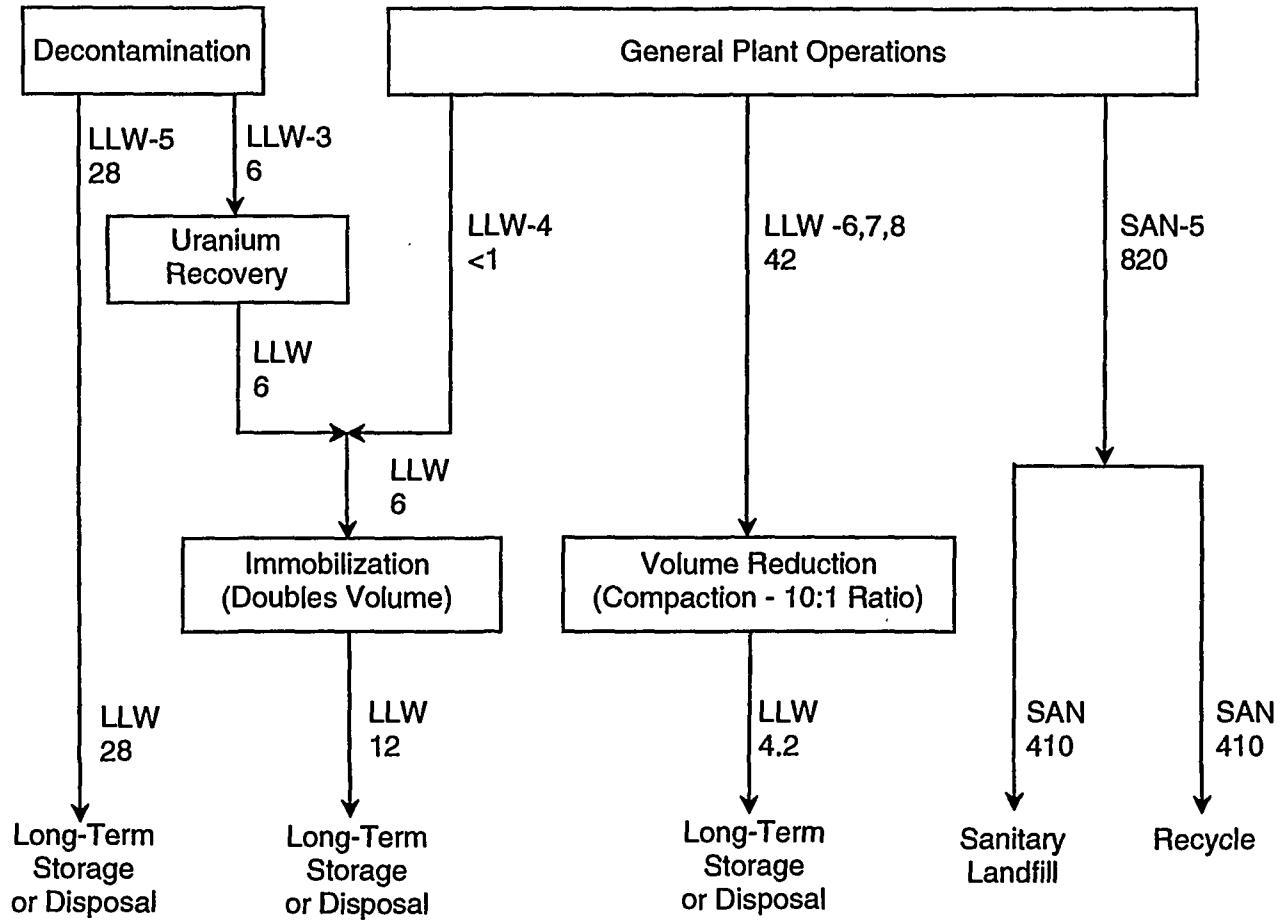 Decontamination
General Plant Operations
LLW-5
28
LLW-3
6
LLW-4
<1
LLW -6,7,8
42
SAN-5
820
Uranium
Recovery
LLW
6
LLW
6
Immobilization
(Doubles Volume)
Volume Reduction
(Compaction - 10:1 Ratio)
LLW
28
LLW
12
LLW
4.2
SAN
410
SAN
410
Long-Term
Storage
or Disposal
Long-Term
Storage
or Disposal
Long-Term
Storage
or Disposal
Sanitary
Landfill
Recycle